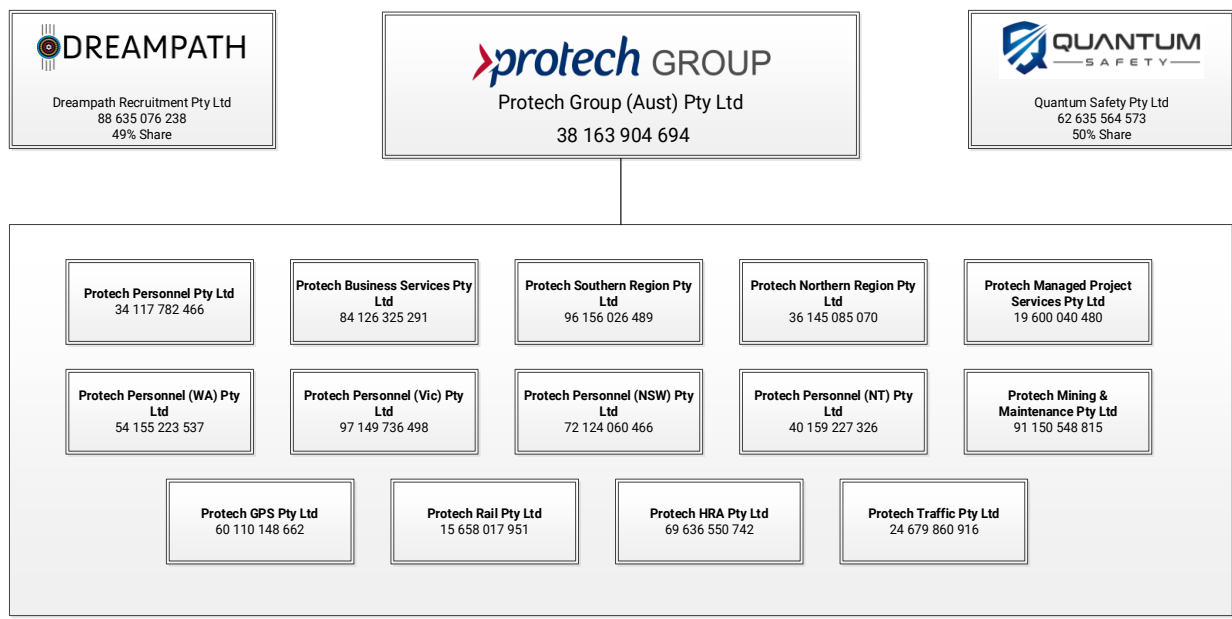 DREAMPATH
Dreampath Recruitment Pty Ltd
88 635 076 238
49% Share
protech GROUP
Protech Group (Aust) Pty Ltd
38 163 904 694
QUANTUM
SAFETY
Quantum Safety Pty Ltd
62 635 564 573
50% Share
Protech Personnel Pty Ltd
34 117 782 466
Protech Business Services Pty
Ltd
84 126 325 291
Protech Southern Region Pty
Ltd
96 156 026 489
Protech Northern Region Pty
Ltd
36 145 085 070
Protech Managed Project
Services Pty Ltd
19 600 040 480
Protech Personnel (WA) Pty
Ltd
54 155 223 537
Protech Personnel (Vic) Pty
Ltd
97 149 736 498
Protech Personnel (NSW) Pty
Ltd
72 124 060 466
Protech Personnel (NT) Pty
Ltd
40 159 227 326
Protech Mining &
Maintenance Pty Ltd
91 150 548 815
Protech GPS Pty Ltd
60 110 148 662
Protech Rail Pty Ltd
15 658 017 951
Protech HRA Pty Ltd
69 636 550 742
Protech Traffic Pty Ltd
24 679 860 916